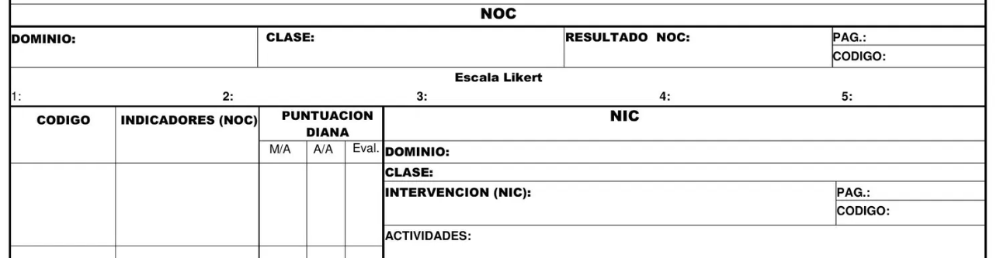 NOC
DOMINIO:
CLASE:
RESULTADO NOC:
PAG.:
CODIGO:
Escala Likert
1: 2: 3: 4: 5:
CODIGO
INDICADORES (NOC)
PUNTUACION
DIANA
M/A A/A Eval.
NIC
DOMINIO:
CLASE:
INTERVENCION (NIC):
PAG.:
CODIGO:
ACTIVIDADES: